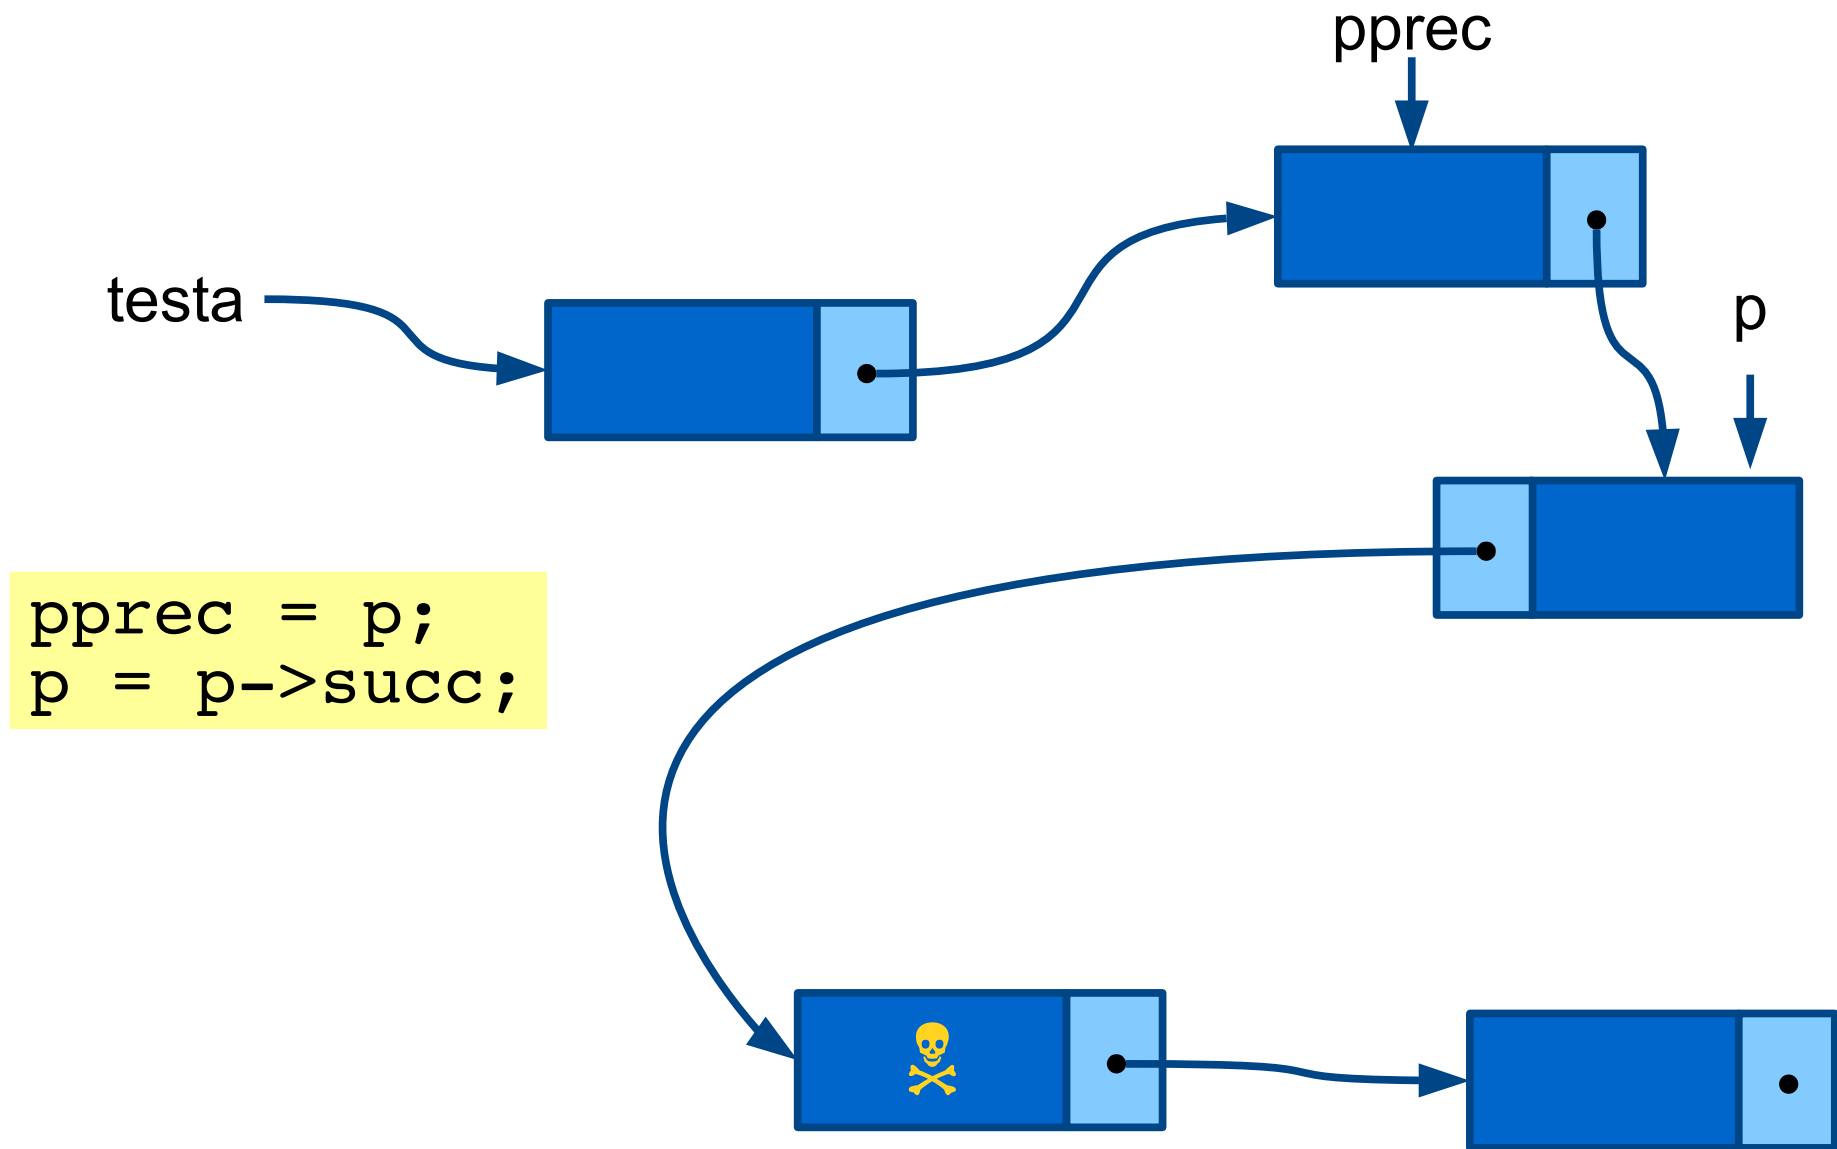 pprec
testa
p
pprec = p;
p = p->succ;